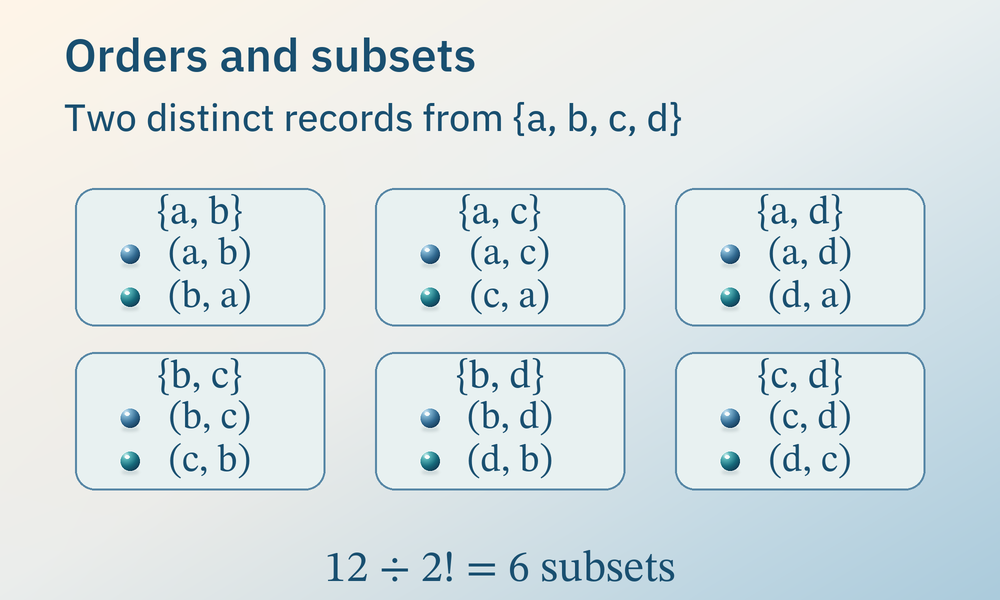 Orders and subsets
Two distinct records from {a, b, c, d}
{a, b}
(a, b)
(b, a)
{a, c}
(a, c)
(c, a)
{a, d}
(a, d)
(d, a)
{b, c}
(b, c)
(c, b)
{b, d}
(b, d)
(d, b)
{c, d}
(c, d)
(d, c)
12 ÷ 2! = 6 subsets